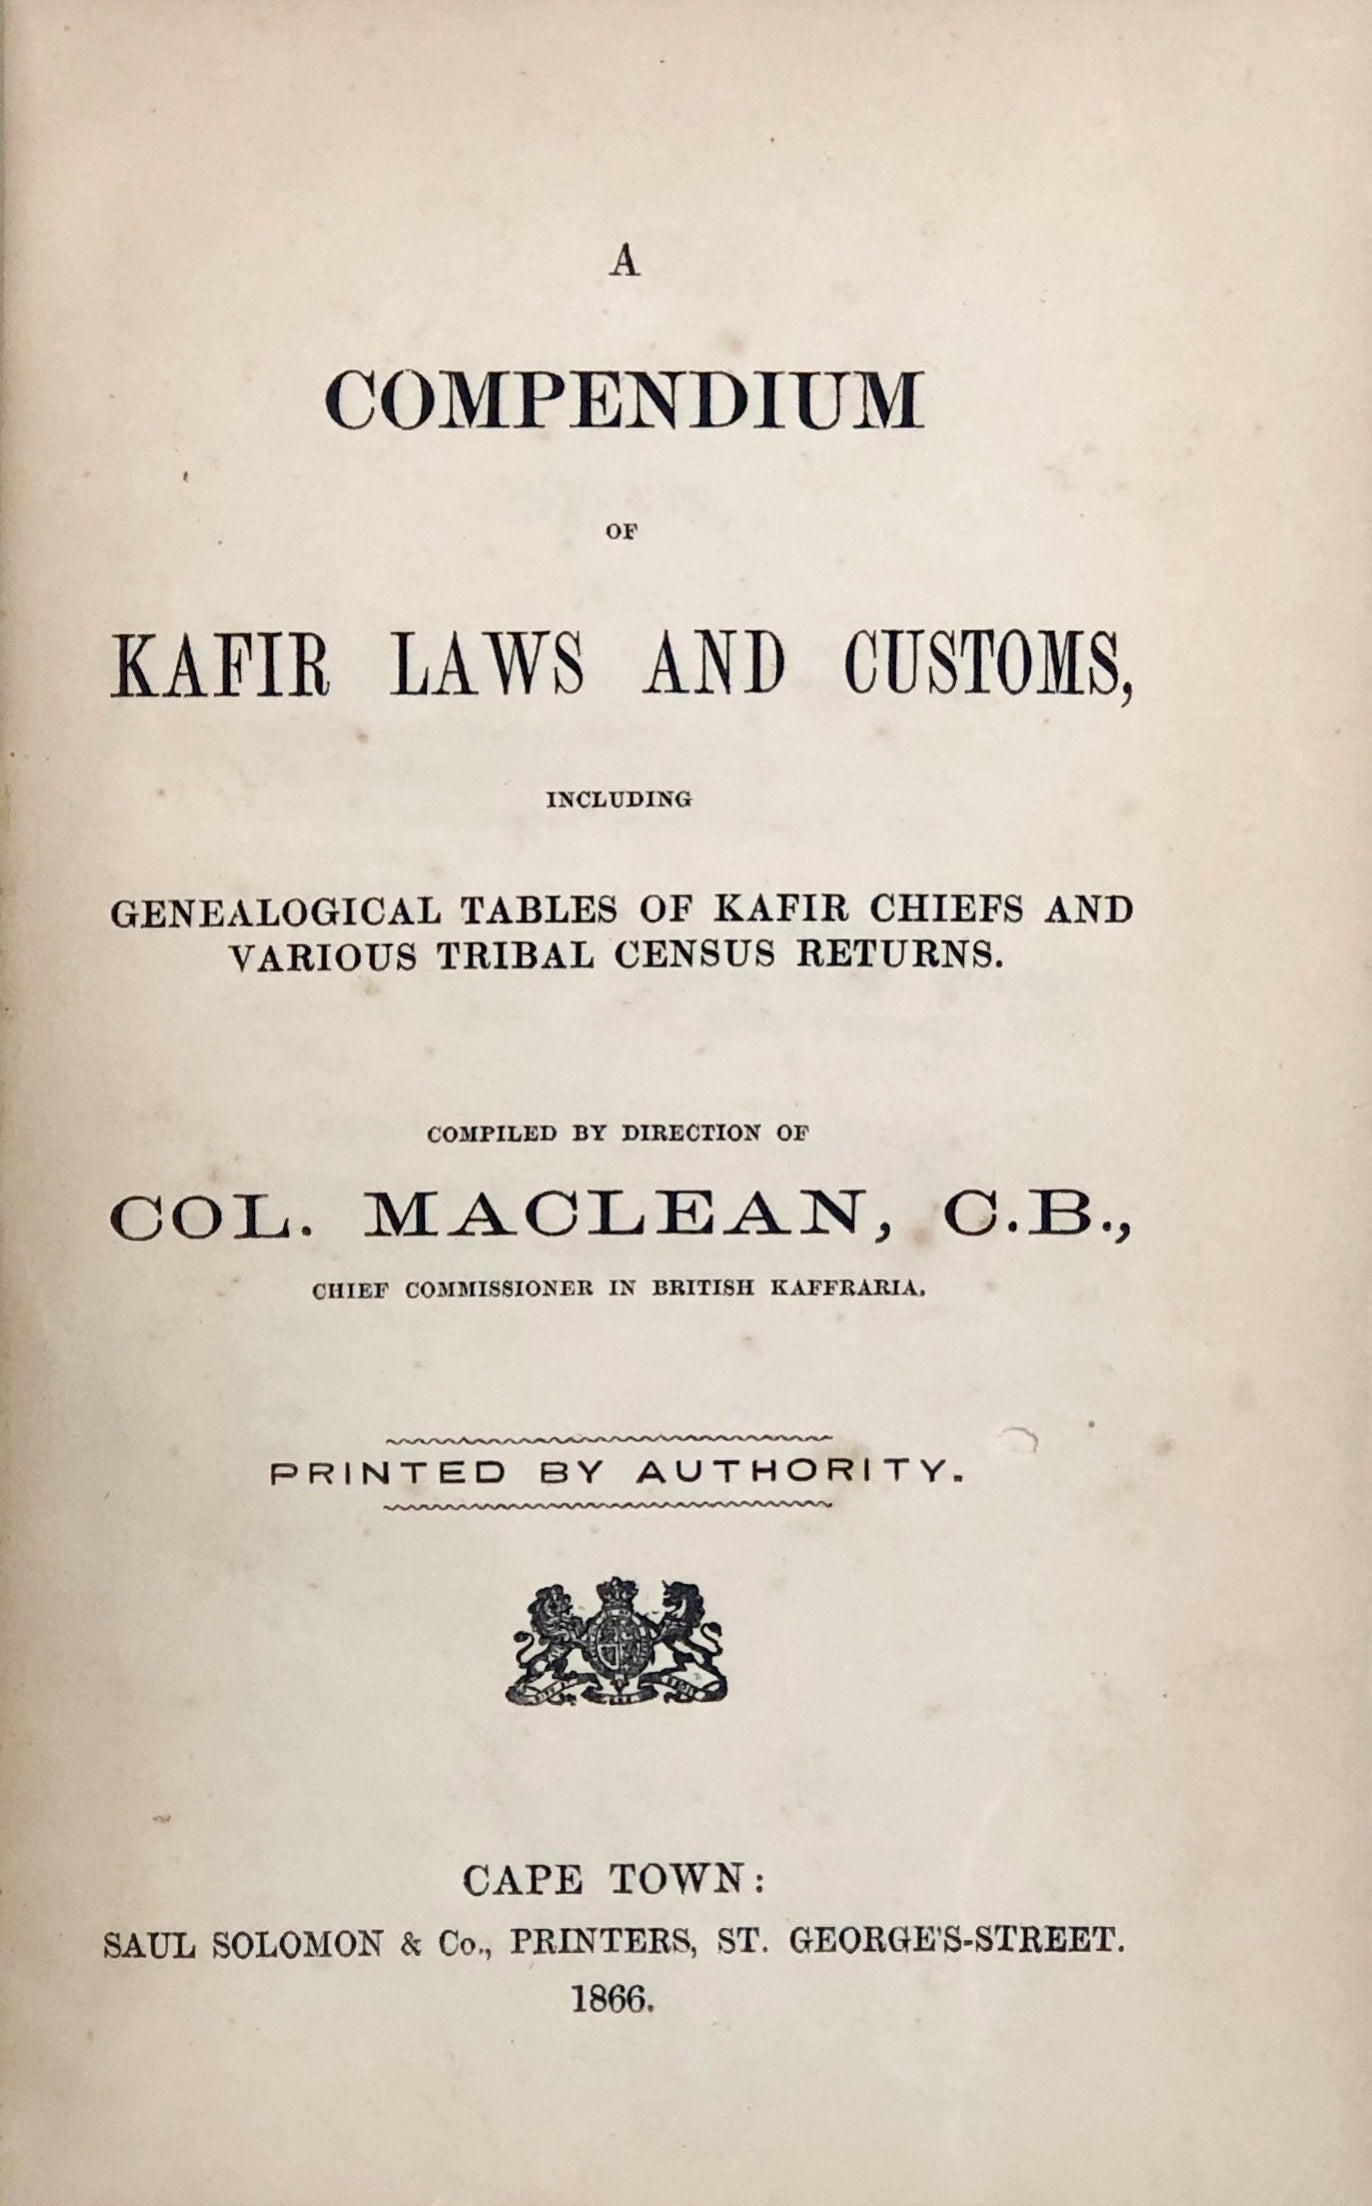 A
COMPENDIUM
OF
KAFIR LAWS AND CUSTOMS,
INCLUDING
GENEALOGICAL TABLES OF KAFIR CHIEFS AND
VARIOUS TRIBAL CENSUS RETURNS.
COMPILED BY DIRECTION OF
COL. MACLEAN, C.B.,
CHIEF COMMISSIONER IN BRITISH KAFFRARIA.
PRINTED BY AUTHORITY.
CAPE TOWN:
SAUL SOLOMON & Co., PRINTERS, ST. GEORGE'S-STREET.
1866.